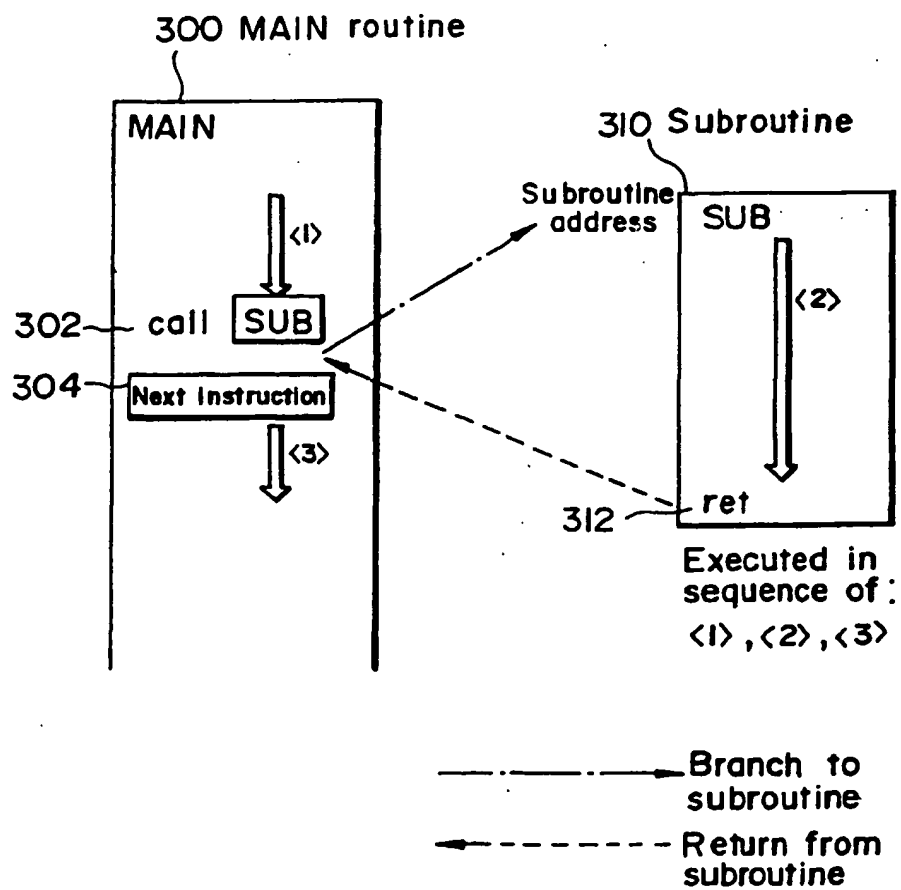 300 MAIN routine
MAIN
310 Subroutine
Subroutine
address
SUB
<1>
<2>
302 call SUB
304
Next Instruction
<3>
312 ret
Executed in
sequence of :
<1>, <2>, <3>
Branch to
subroutine
Return from
subroutine